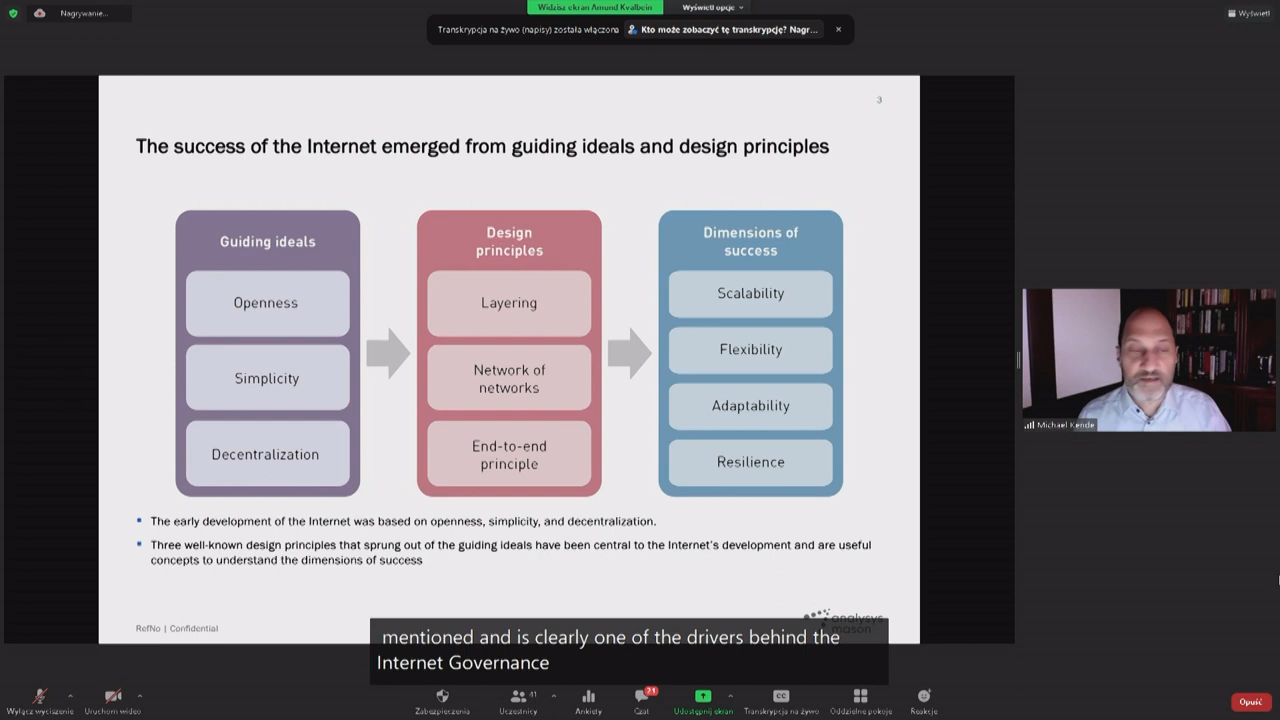 Nagrywanie...
Widzisz ekran Amund Kvalbein
Wyświetl opcje
Wyświetl
Transkrypcja na żywo (napisy) została włączona
Kto może zobaczyć tę transkrypcję? Nagr...
3
The success of the Internet emerged from guiding ideals and design principles
Guiding ideals
Openness
Simplicity
Decentralization
Design
principles
Layering
Network of
networks
End-to-end
principle
Dimensions of
success
Scalability
Flexibility
Adaptability
Resilience
Michael Kende
The early development of the Internet was based on openness, simplicity, and decentralization.
Three well-known design principles that sprung out of the guiding ideals have been central to the Internet's development and are useful
concepts to understand the dimensions of success
RefNo | Confidential
analysys
mason
mentioned and is clearly one of the drivers behind the
Internet Governance
Wyłącz wyciszenie
Uruchom wideo
Zabezpieczenia
41
Uczestnicy
Ankiety
21
Czat
Udostępnij ekran
CC
Transkrypcja na żywo
Oddzielne pokoje
Reakcje
Opuść